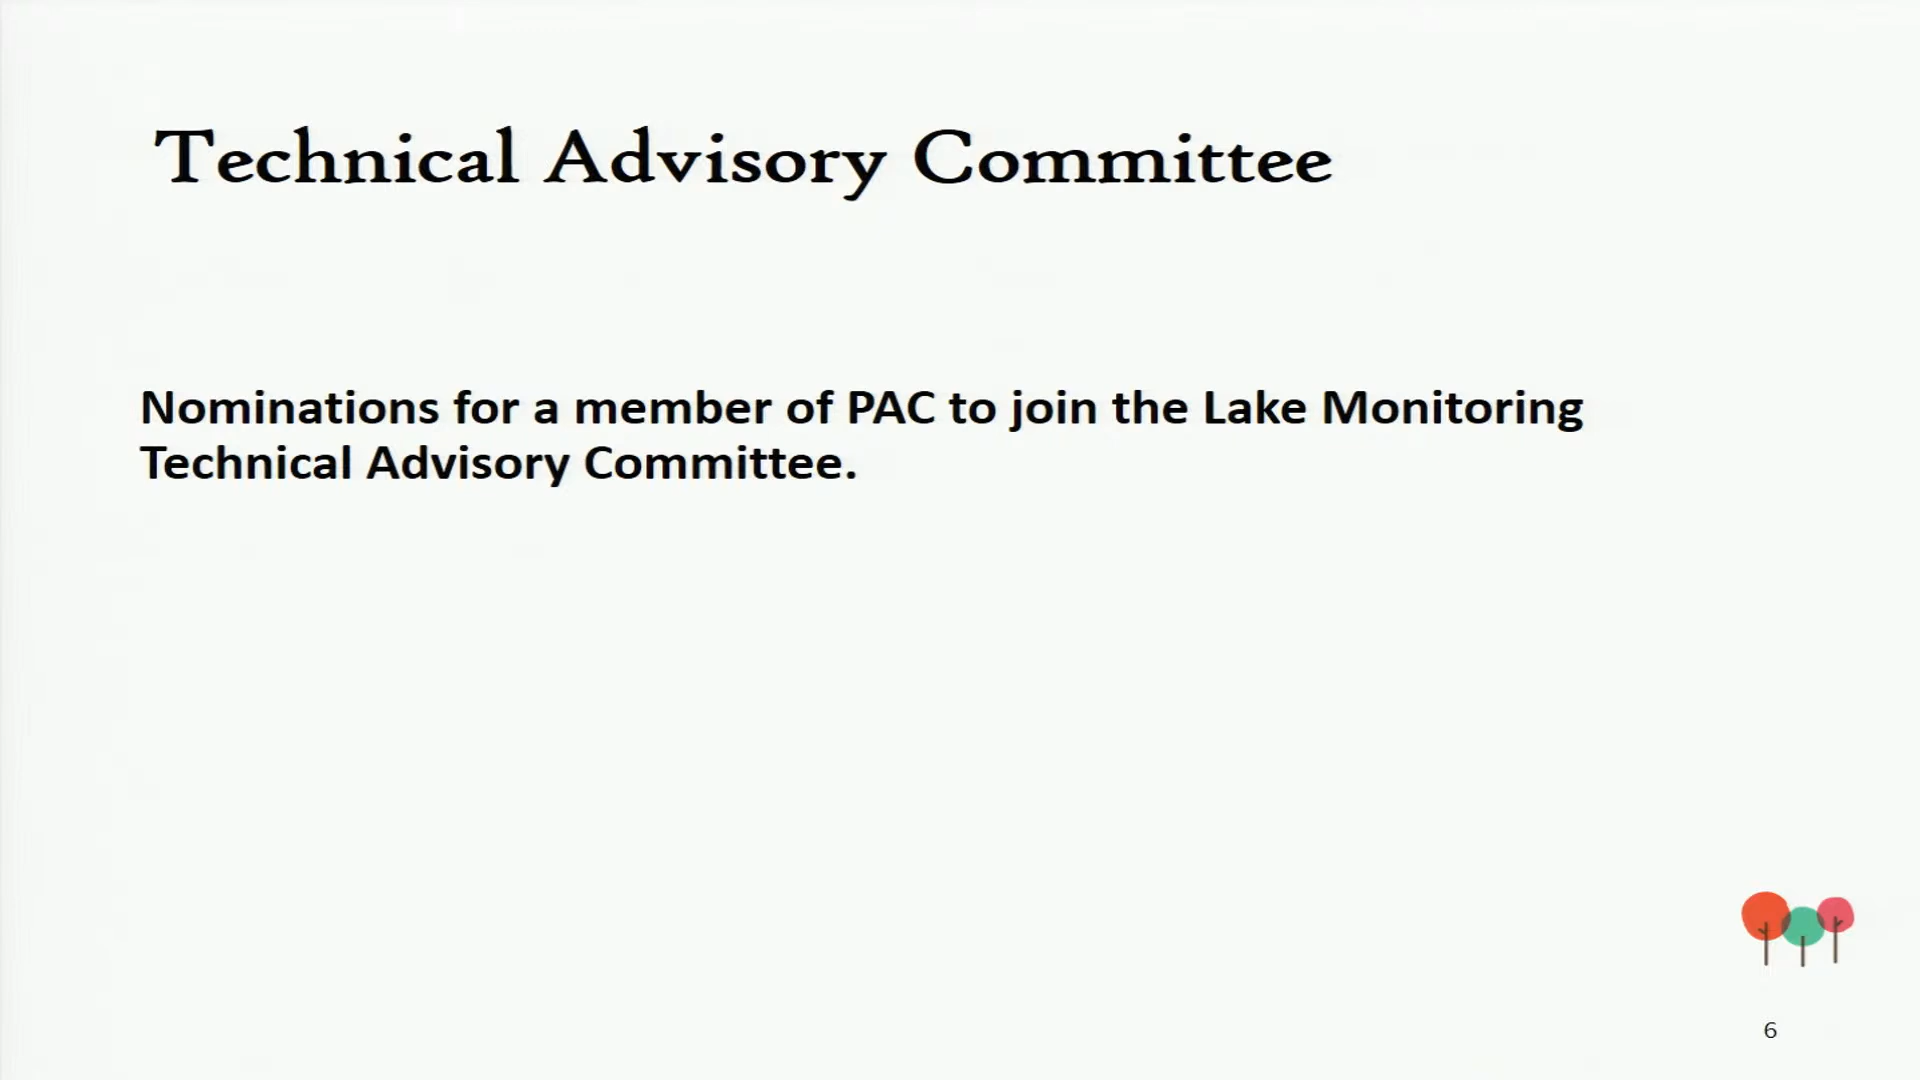 Technical Advisory Committee
Nominations for a member of PAC to join the Lake Monitoring
Technical Advisory Committee.
6